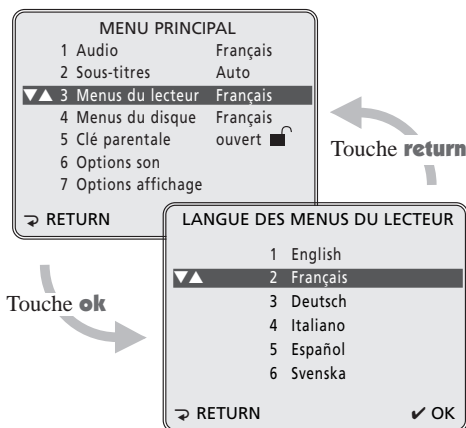 MENU PRINCIPAL
1 Audio Français
2 Sous-titres Auto
▼▲ 3 Menus du lecteur Français
4 Menus du disque Français
5 Clé parentale ouvert
6 Options son
7 Options affichage
RETURN
Touche return
Touche ok
LANGUE DES MENUS DU LECTEUR
1 English
▼▲ 2 Français
3 Deutsch
4 Italiano
5 Español
6 Svenska
RETURN ✔ OK